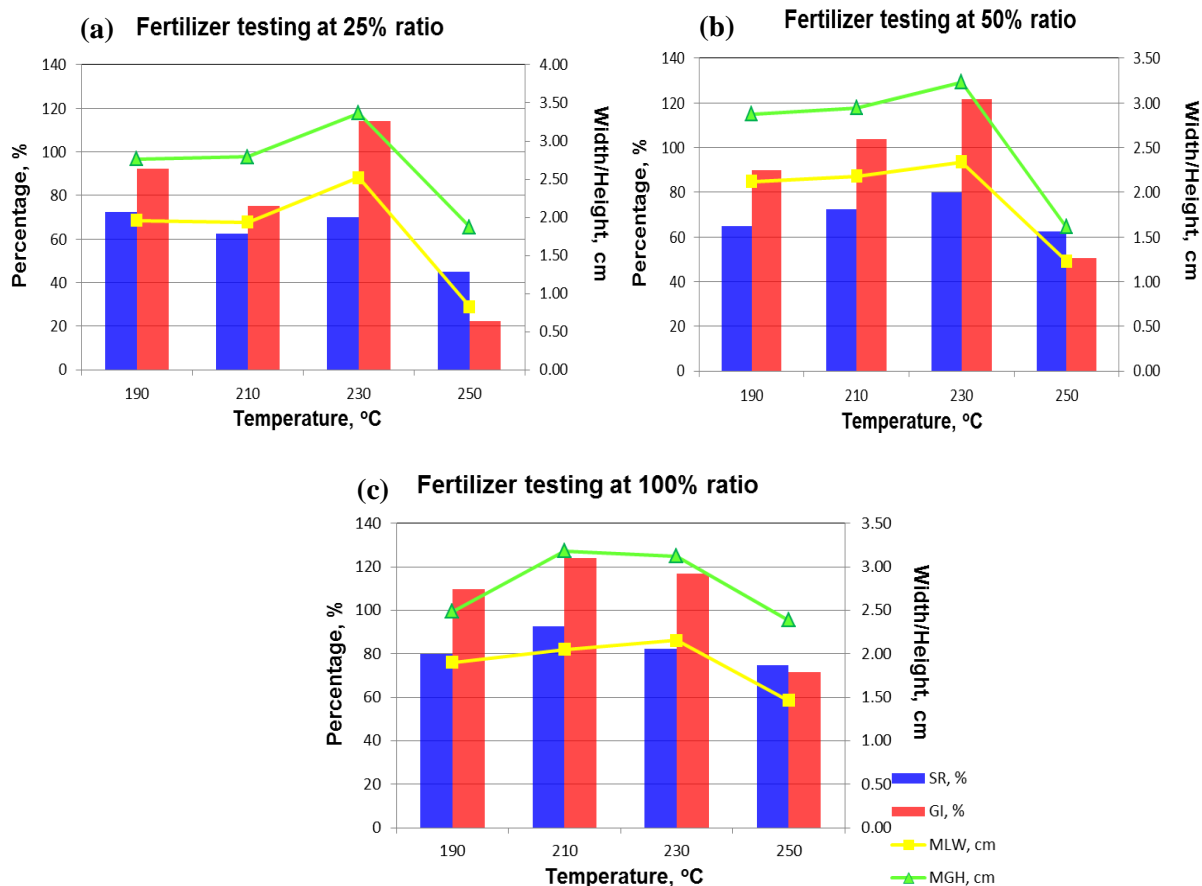 (a) Fertilizer testing at 25% ratio
140
120
100
80
60
40
20
0
Percentage, %
4.00
3.50
3.00
2.50
2.00
1.50
1.00
0.50
0.00
Width/Height, cm
190 210 230 250
Temperature, °C
(b) Fertilizer testing at 50% ratio
140
120
100
80
60
40
20
0
Percentage, %
3.50
3.00
2.50
2.00
1.50
1.00
0.50
0.00
Width/Height, cm
190 210 230 250
Temperature, °C
(c) Fertilizer testing at 100% ratio
140
120
100
80
60
40
20
0
Percentage, %
3.50
3.00
2.50
2.00
1.50
1.00
0.50
0.00
Width/Height, cm
190 210 230 250
Temperature, °C
SR, %
GI, %
MLW, cm
MGH, cm